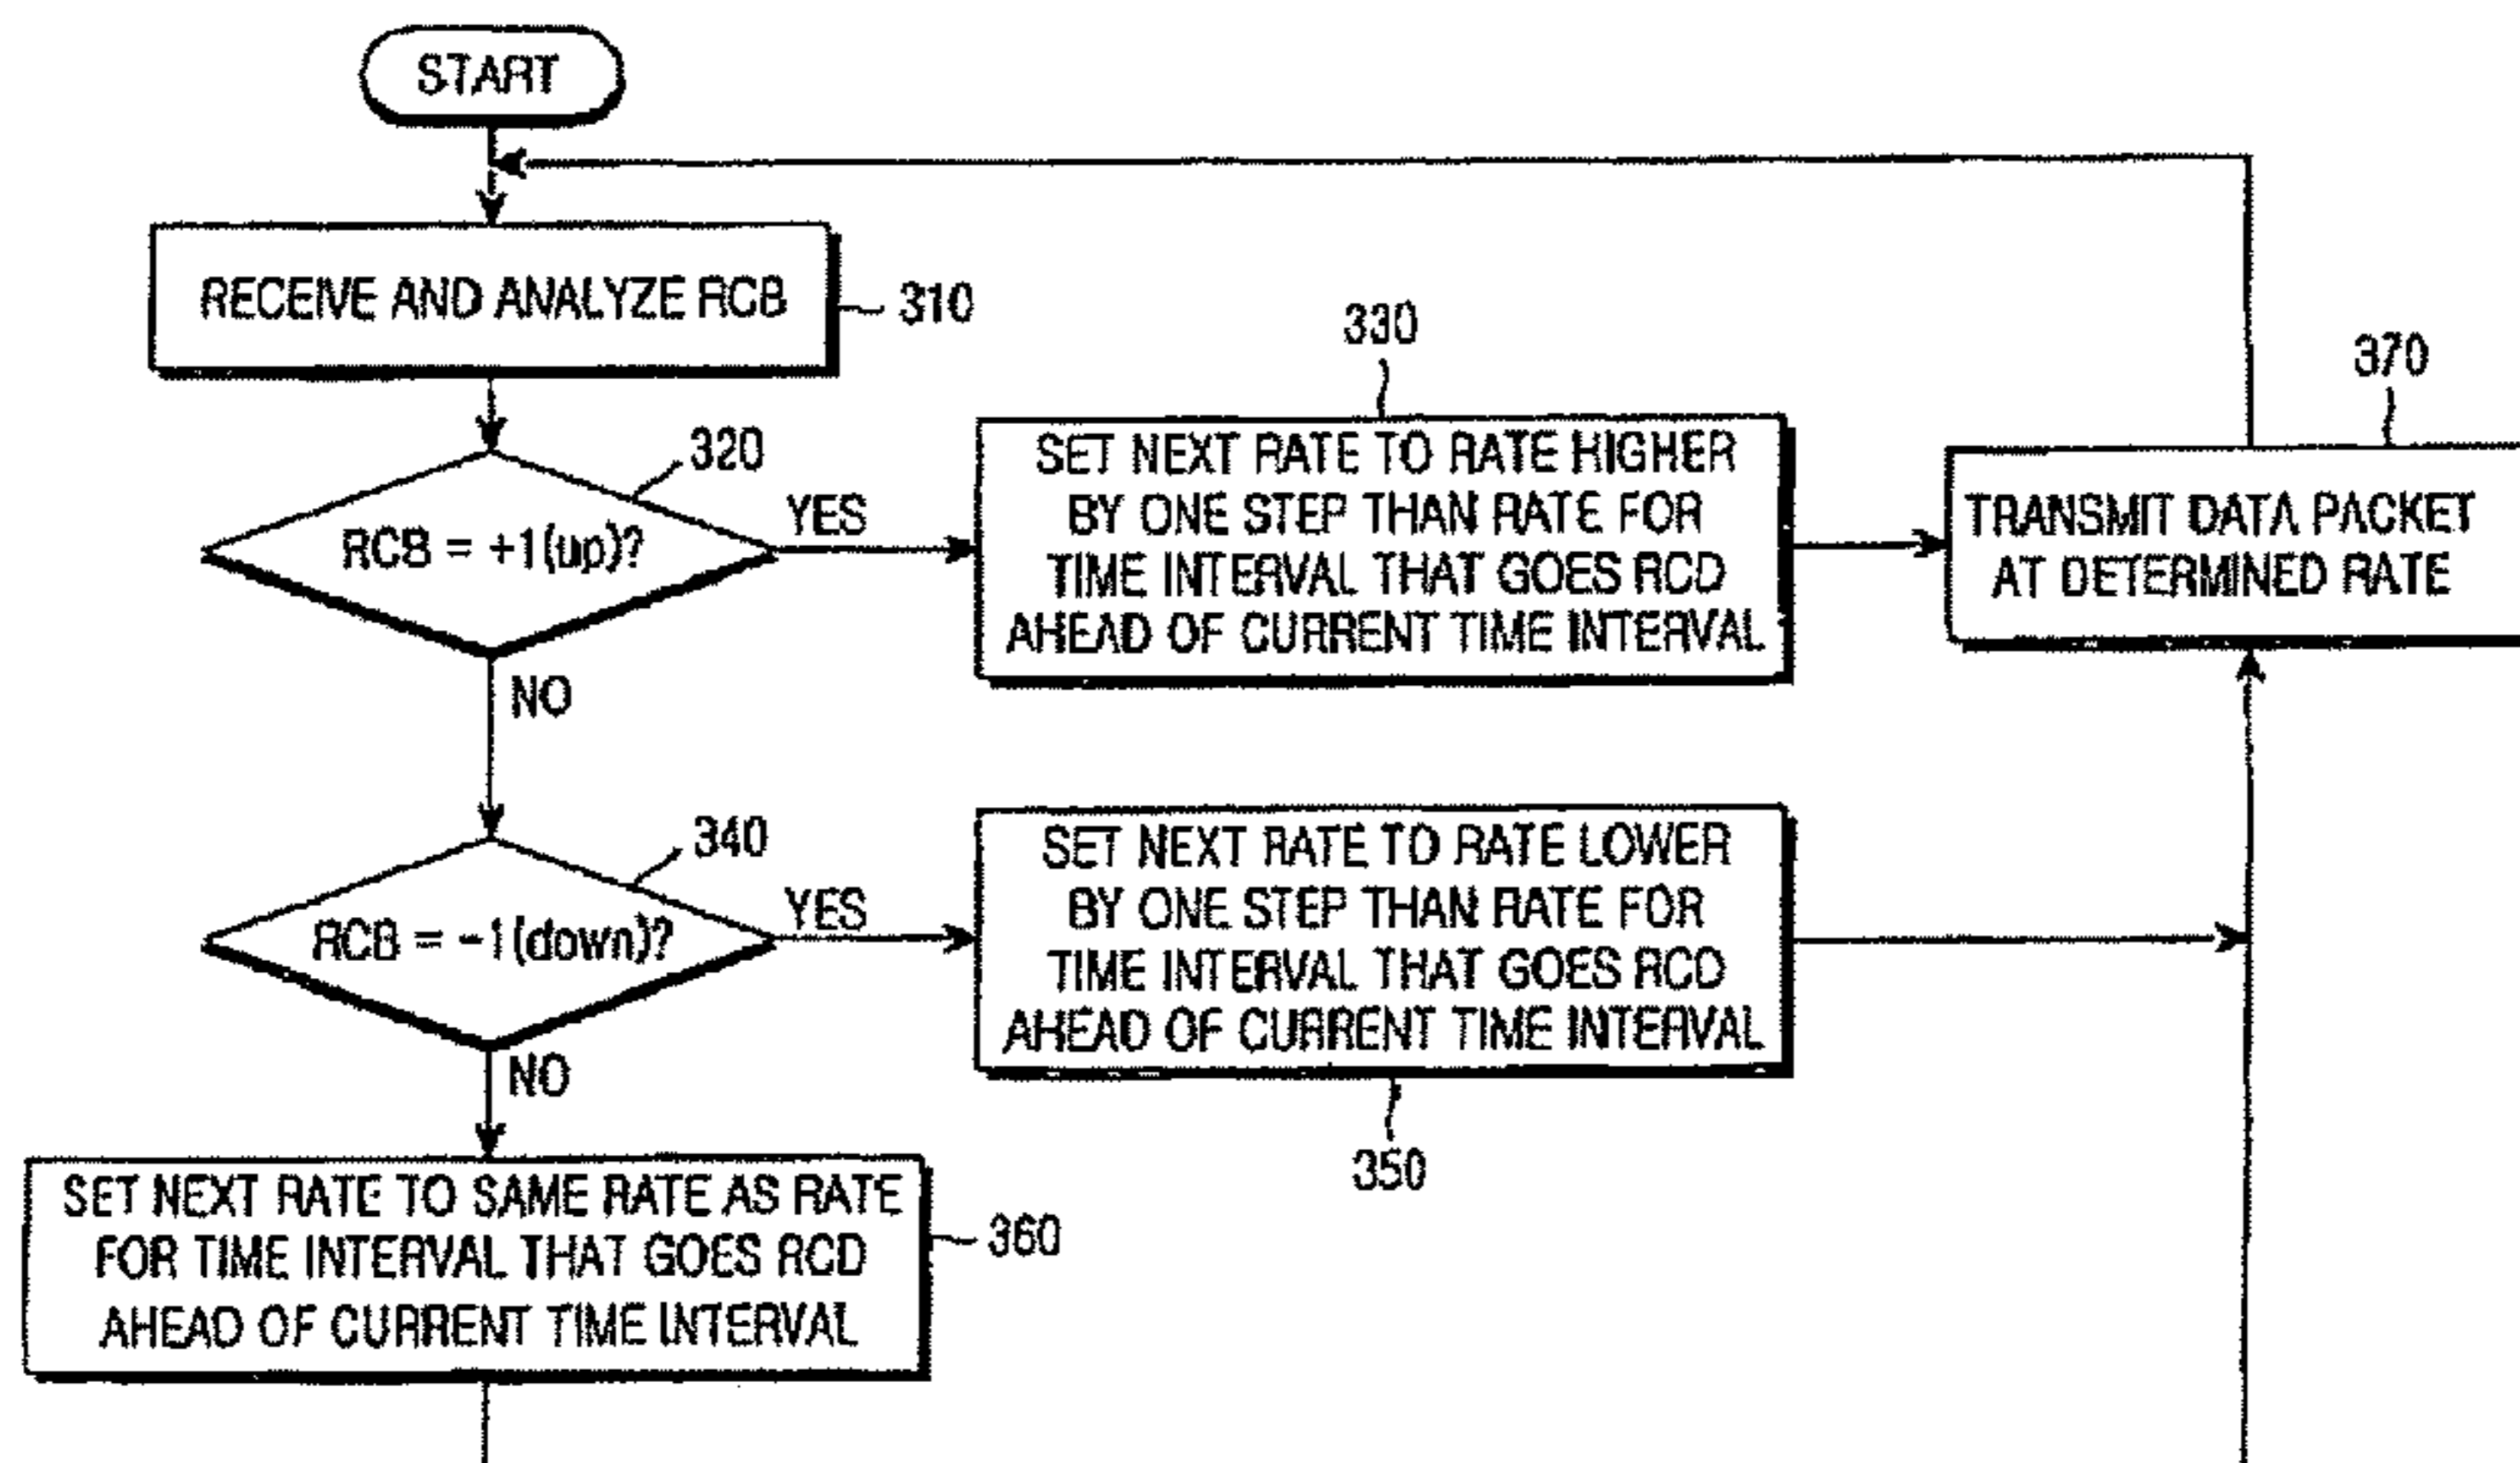 START
RECEIVE AND ANALYZE RCB
310
320
RCB = +1(up)?
YES
NO
330
SET NEXT RATE TO RATE HIGHER
BY ONE STEP THAN RATE FOR
TIME INTERVAL THAT GOES RCD
AHEAD OF CURRENT TIME INTERVAL
370
TRANSMIT DATA PACKET
AT DETERMINED RATE
340
RCB = -1(down)?
YES
NO
SET NEXT RATE TO RATE LOWER
BY ONE STEP THAN RATE FOR
TIME INTERVAL THAT GOES RCD
AHEAD OF CURRENT TIME INTERVAL
350
SET NEXT RATE TO SAME RATE AS RATE
FOR TIME INTERVAL THAT GOES RCD
AHEAD OF CURRENT TIME INTERVAL
360